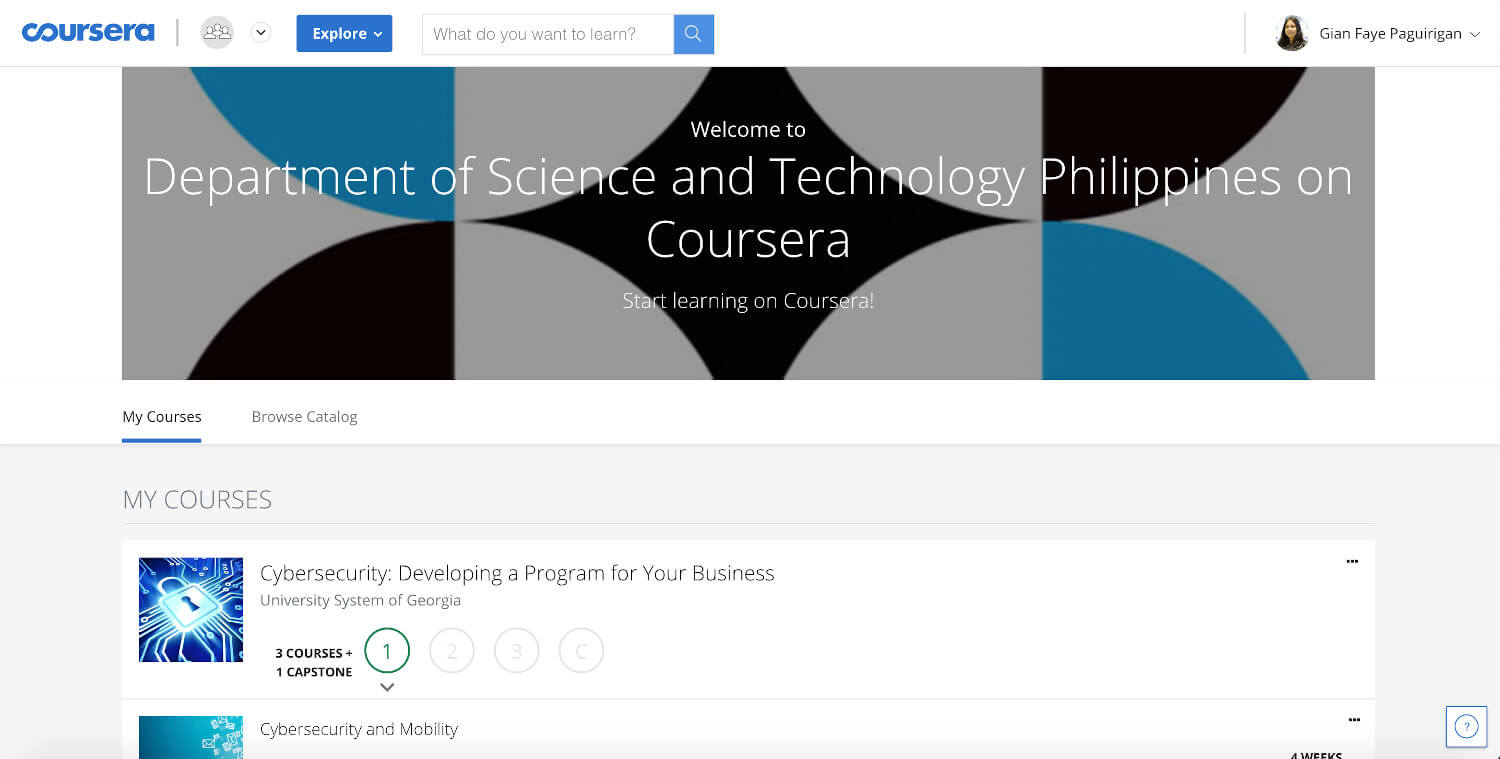 coursera
Explore
What do you want to learn?
Gian Faye Paguirigan
Welcome to
Department of Science and Technology Philippines on
Coursera
Start learning on Coursera!
My Courses
Browse Catalog
MY COURSES
Cybersecurity: Developing a Program for Your Business
University System of Georgia
3 COURSES +
1 CAPSTONE
1
2
3
C
Cybersecurity and Mobility
4 WEEKS
?